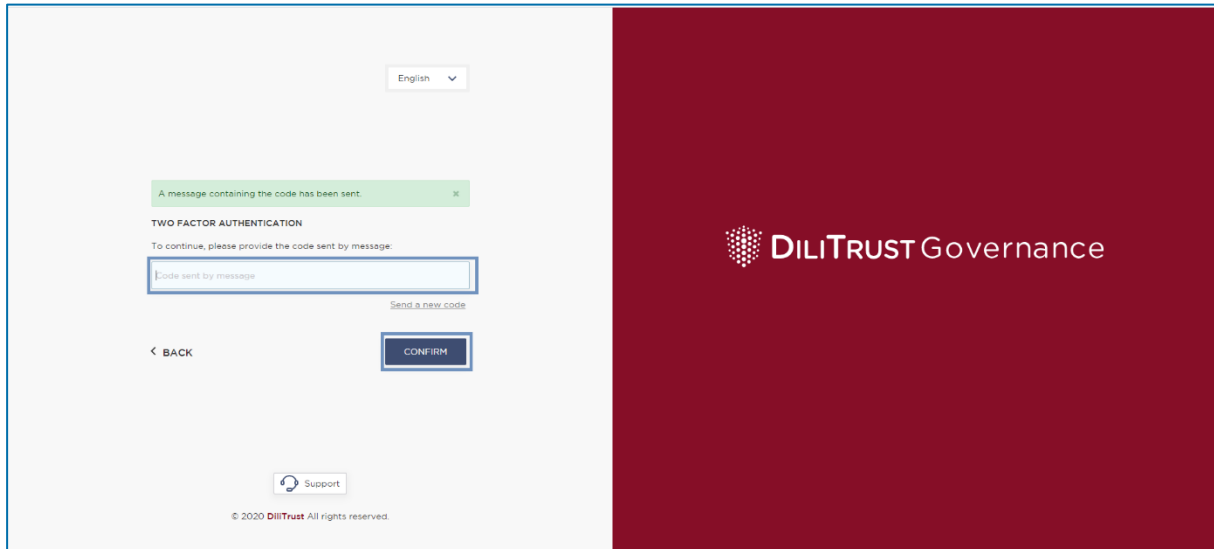 English
A message containing the code has been sent. ×
TWO FACTOR AUTHENTICATION
To continue, please provide the code sent by message:
Code sent by message
Send a new code
< BACK
CONFIRM
Support
© 2020 DiliTrust All rights reserved.
DILITRUST Governance